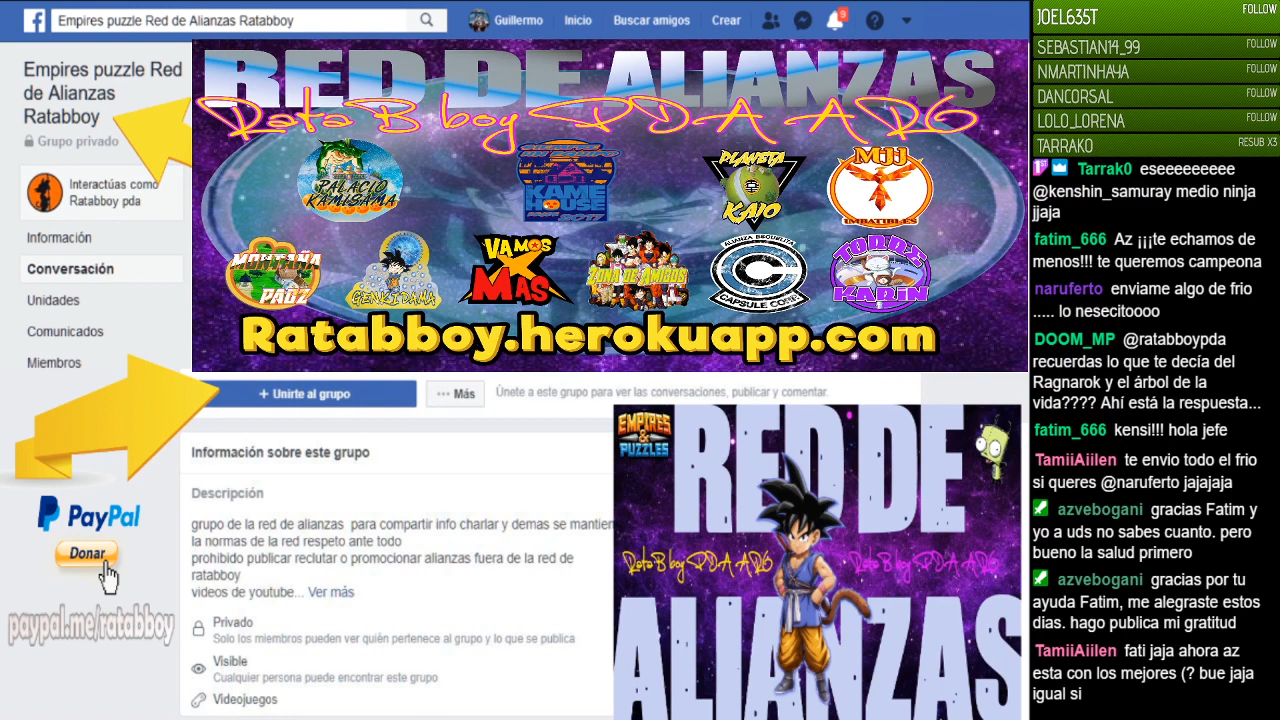 Empires puzzle Red de Alianzas Ratabboy
Guillermo
Inicio
Buscar amigos
Crear
9
Empires puzzle Red
de Alianzas
Ratabboy
Grupo privado
Interactúas como
Ratabboy pda
Información
Conversación
Unidades
Comunicados
Miembros
RED DE ALIANZAS
RataBboy PDA ARG
PALACIO
KAMISAMA
KAME
HOUSE
PLANETA
KAIO
MJJ
IMBATIBLES
MONTAÑA
PAOZ
GENKIDAMA
VAMOS
X
MAS
ZONA DE AMIGOS
CAPSULE CORP.
TORRE
KARIN
Ratabboy.herokuapp.com
+ Unirte al grupo
Más
Únete a este grupo para ver las conversaciones, publicar y comentar.
Información sobre este grupo
Descripción
grupo de la red de alianzas para compartir info charlar y demas se mantien
la normas de la red respeto ante todo
prohibido publicar reclutar o promocionar alianzas fuera de la red de
ratabboy
videos de youtube... Ver más
Privado
Solo los miembros pueden ver quién pertenece al grupo y lo que se publica
Visible
Cualquier persona puede encontrar este grupo
Videojuegos
PayPal
Donar
paypal.me/ratabboy
EMPIRES
&
PUZZLES
RED DE
RataBboy PDA ARG
RataBboy PDA ARG
ALIANZAS
JOEL635T FOLLOW
SEBASTIAN14_99 FOLLOW
NMARTINHAYA FOLLOW
DANCORSAL FOLLOW
LOLO_LORENA FOLLOW
TARRAKO RESUB X3
Tarrak0 eseeeeeeeee
@kenshin_samuray medio ninja
jjaja
fatim_666 Az ¡¡¡te echamos de
menos!!! te queremos campeona
naruferto enviame algo de frio
..... lo nesecitoooo
DOOM_MP @ratabboypda
recuerdas lo que te decía del
Ragnarok y el árbol de la
vida???? Ahí está la respuesta...
fatim_666 kensi!!! hola jefe
TamiiAiilen te envio todo el frio
si queres @naruferto jajajaja
azvebogani gracias Fatim y
yo a uds no sabes cuanto. pero
bueno la salud primero
azvebogani gracias por tu
ayuda Fatim, me alegraste estos
dias. hago publica mi gratitud
TamiiAiilen fati jaja ahora az
esta con los mejores (? bue jaja
igual si